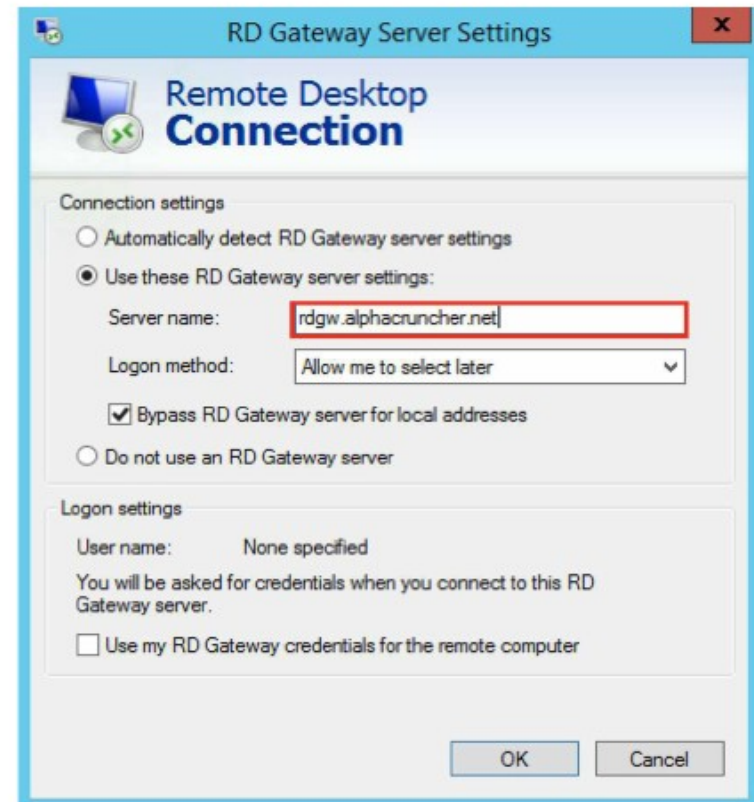 RD Gateway Server Settings
x
Remote Desktop
Connection
Connection settings
Automatically detect RD Gateway server settings
Use these RD Gateway server settings:
Server name: rdgw.alphacruncher.net
Logon method: Allow me to select later
Bypass RD Gateway server for local addresses
Do not use an RD Gateway server
Logon settings
User name: None specified
You will be asked for credentials when you connect to this RD
Gateway server.
Use my RD Gateway credentials for the remote computer
OK Cancel